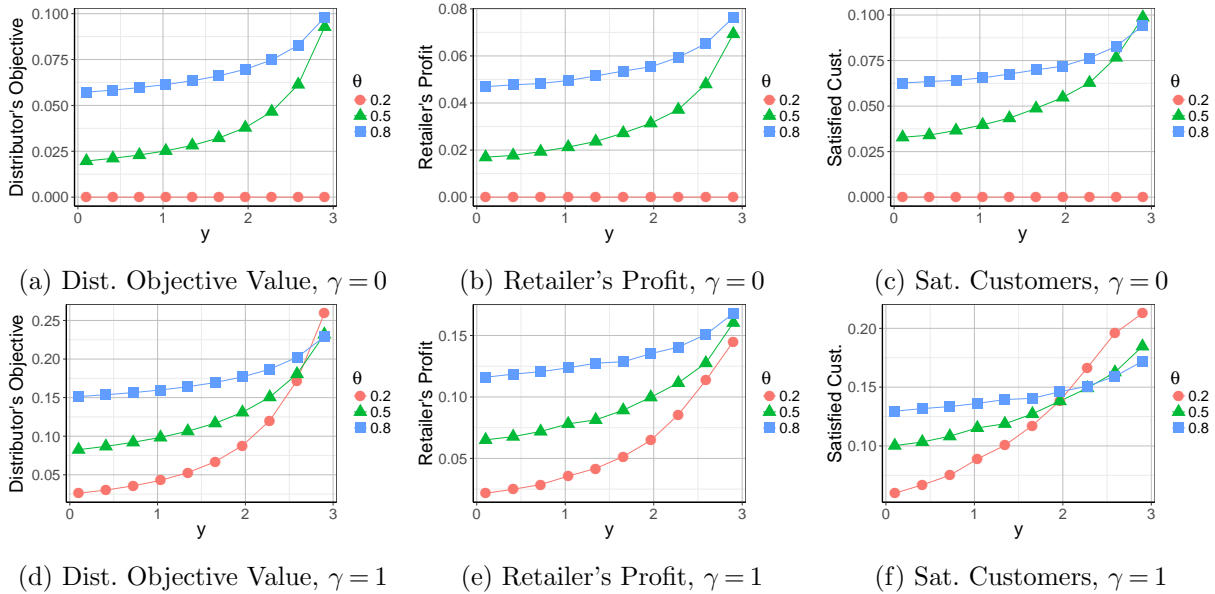 0.100
0.075
0.050
0.025
0.000
Distributor's Objective
0 1 2 3
y
θ
0.2
0.5
0.8
0.08
0.06
0.04
0.02
0.00
Retailer's Profit
0 1 2 3
y
θ
0.2
0.5
0.8
0.100
0.075
0.050
0.025
0.000
Satisfied Cust.
0 1 2 3
y
θ
0.2
0.5
0.8
(a) Dist. Objective Value, γ = 0
(b) Retailer's Profit, γ = 0
(c) Sat. Customers, γ = 0
0.25
0.20
0.15
0.10
0.05
Distributor's Objective
0 1 2 3
y
θ
0.2
0.5
0.8
0.15
0.10
0.05
Retailer's Profit
0 1 2 3
y
θ
0.2
0.5
0.8
0.20
0.15
0.10
Satisfied Cust.
0 1 2 3
y
θ
0.2
0.5
0.8
(d) Dist. Objective Value, γ = 1
(e) Retailer's Profit, γ = 1
(f) Sat. Customers, γ = 1